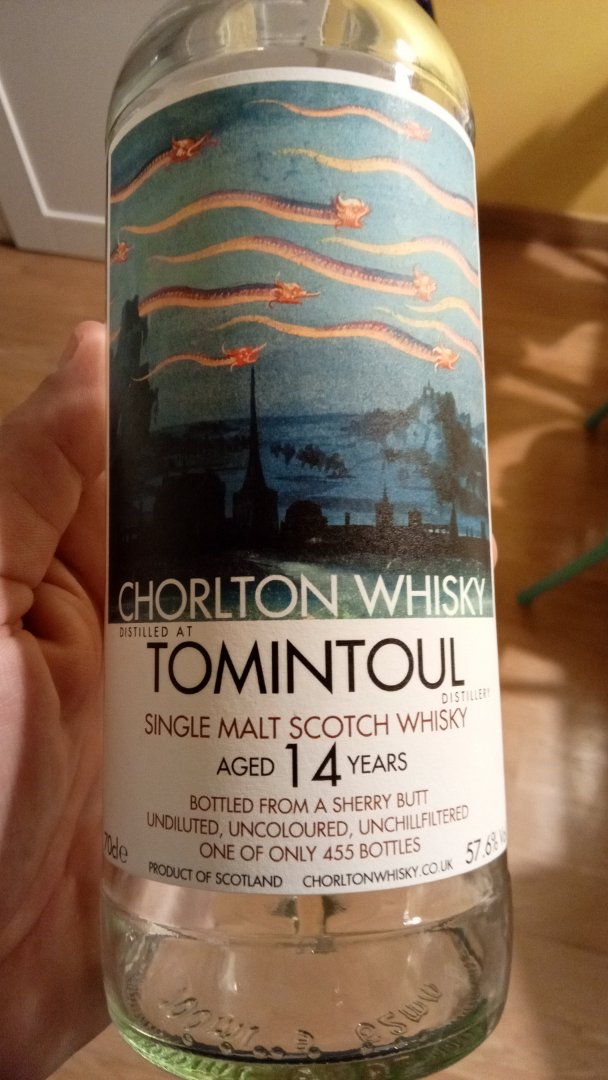 CHORLTON WHISKY
DISTILLED AT
TOMINTOUL
DISTILLERY
SINGLE MALT SCOTCH WHISKY
AGED 14 YEARS
BOTTLED FROM A SHERRY BUTT
UNDILUTED, UNCOLOURED, UNCHILLFILTERED
ONE OF ONLY 455 BOTTLES
70cl e
57.6%
PRODUCT OF SCOTLAND CHORLTONWHISKY.CO.UK